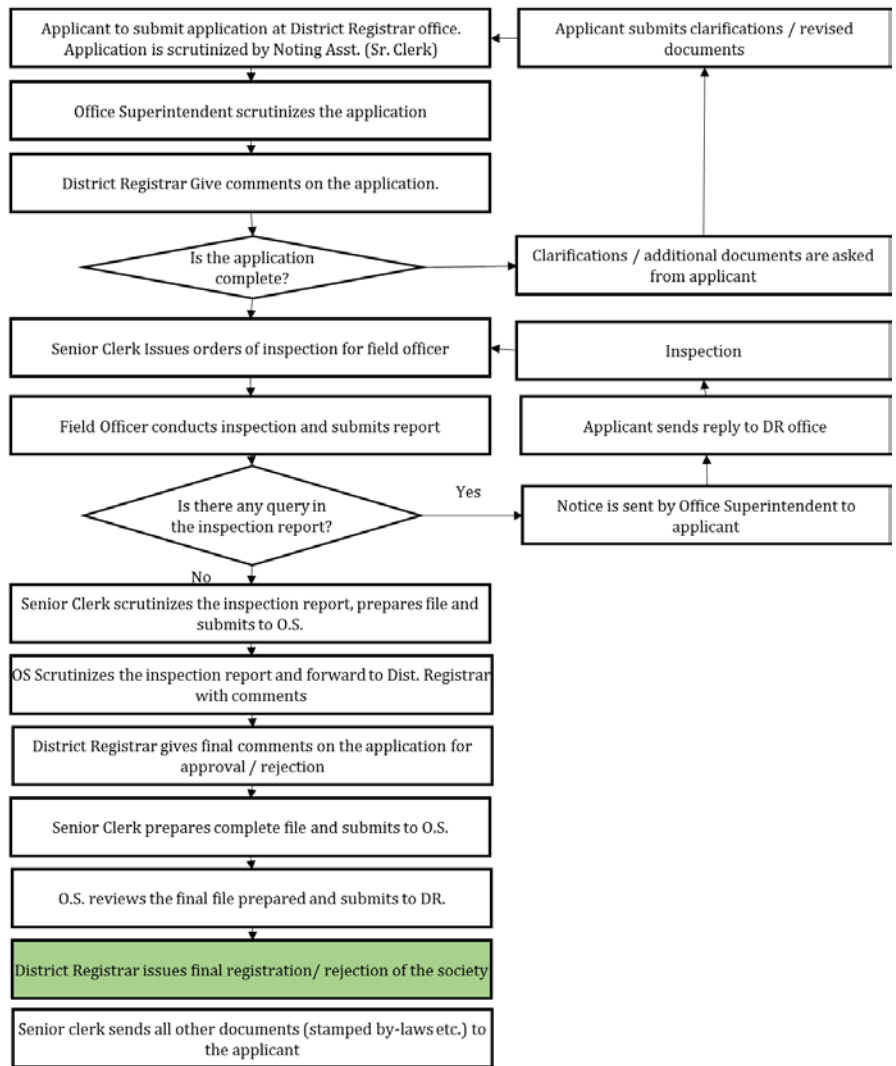 Applicant to submit application at District Registrar office.
Application is scrutinized by Noting Asst. (Sr. Clerk)
Applicant submits clarifications / revised
documents
Office Superintendent scrutinizes the application
District Registrar Give comments on the application.
Is the application
complete?
Clarifications / additional documents are asked
from applicant
Senior Clerk Issues orders of inspection for field officer
Inspection
Field Officer conducts inspection and submits report
Applicant sends reply to DR office
Is there any query in
the inspection report?
Yes
Notice is sent by Office Superintendent to
applicant
No
Senior Clerk scrutinizes the inspection report, prepares file and
submits to O.S.
OS Scrutinizes the inspection report and forward to Dist. Registrar
with comments
District Registrar gives final comments on the application for
approval / rejection
Senior Clerk prepares complete file and submits to O.S.
O.S. reviews the final file prepared and submits to DR.
District Registrar issues final registration/ rejection of the society
Senior clerk sends all other documents (stamped by-laws etc.) to
the applicant